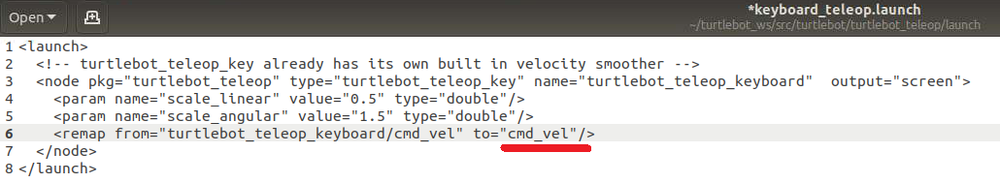 Open
*keyboard_teleop.launch
~/turtlebot_ws/src/turtlebot/turtlebot_teleop/launch
1 <launch>
2   <!-- turtlebot_teleop_key already has its own built in velocity smoother -->
3   <node pkg="turtlebot_teleop" type="turtlebot_teleop_key" name="turtlebot_teleop_keyboard"  output="screen">
4     <param name="scale_linear" value="0.5" type="double"/>
5     <param name="scale_angular" value="1.5" type="double"/>
6     <remap from="turtlebot_teleop_keyboard/cmd_vel" to="cmd_vel"/>
7   </node>
8 </launch>